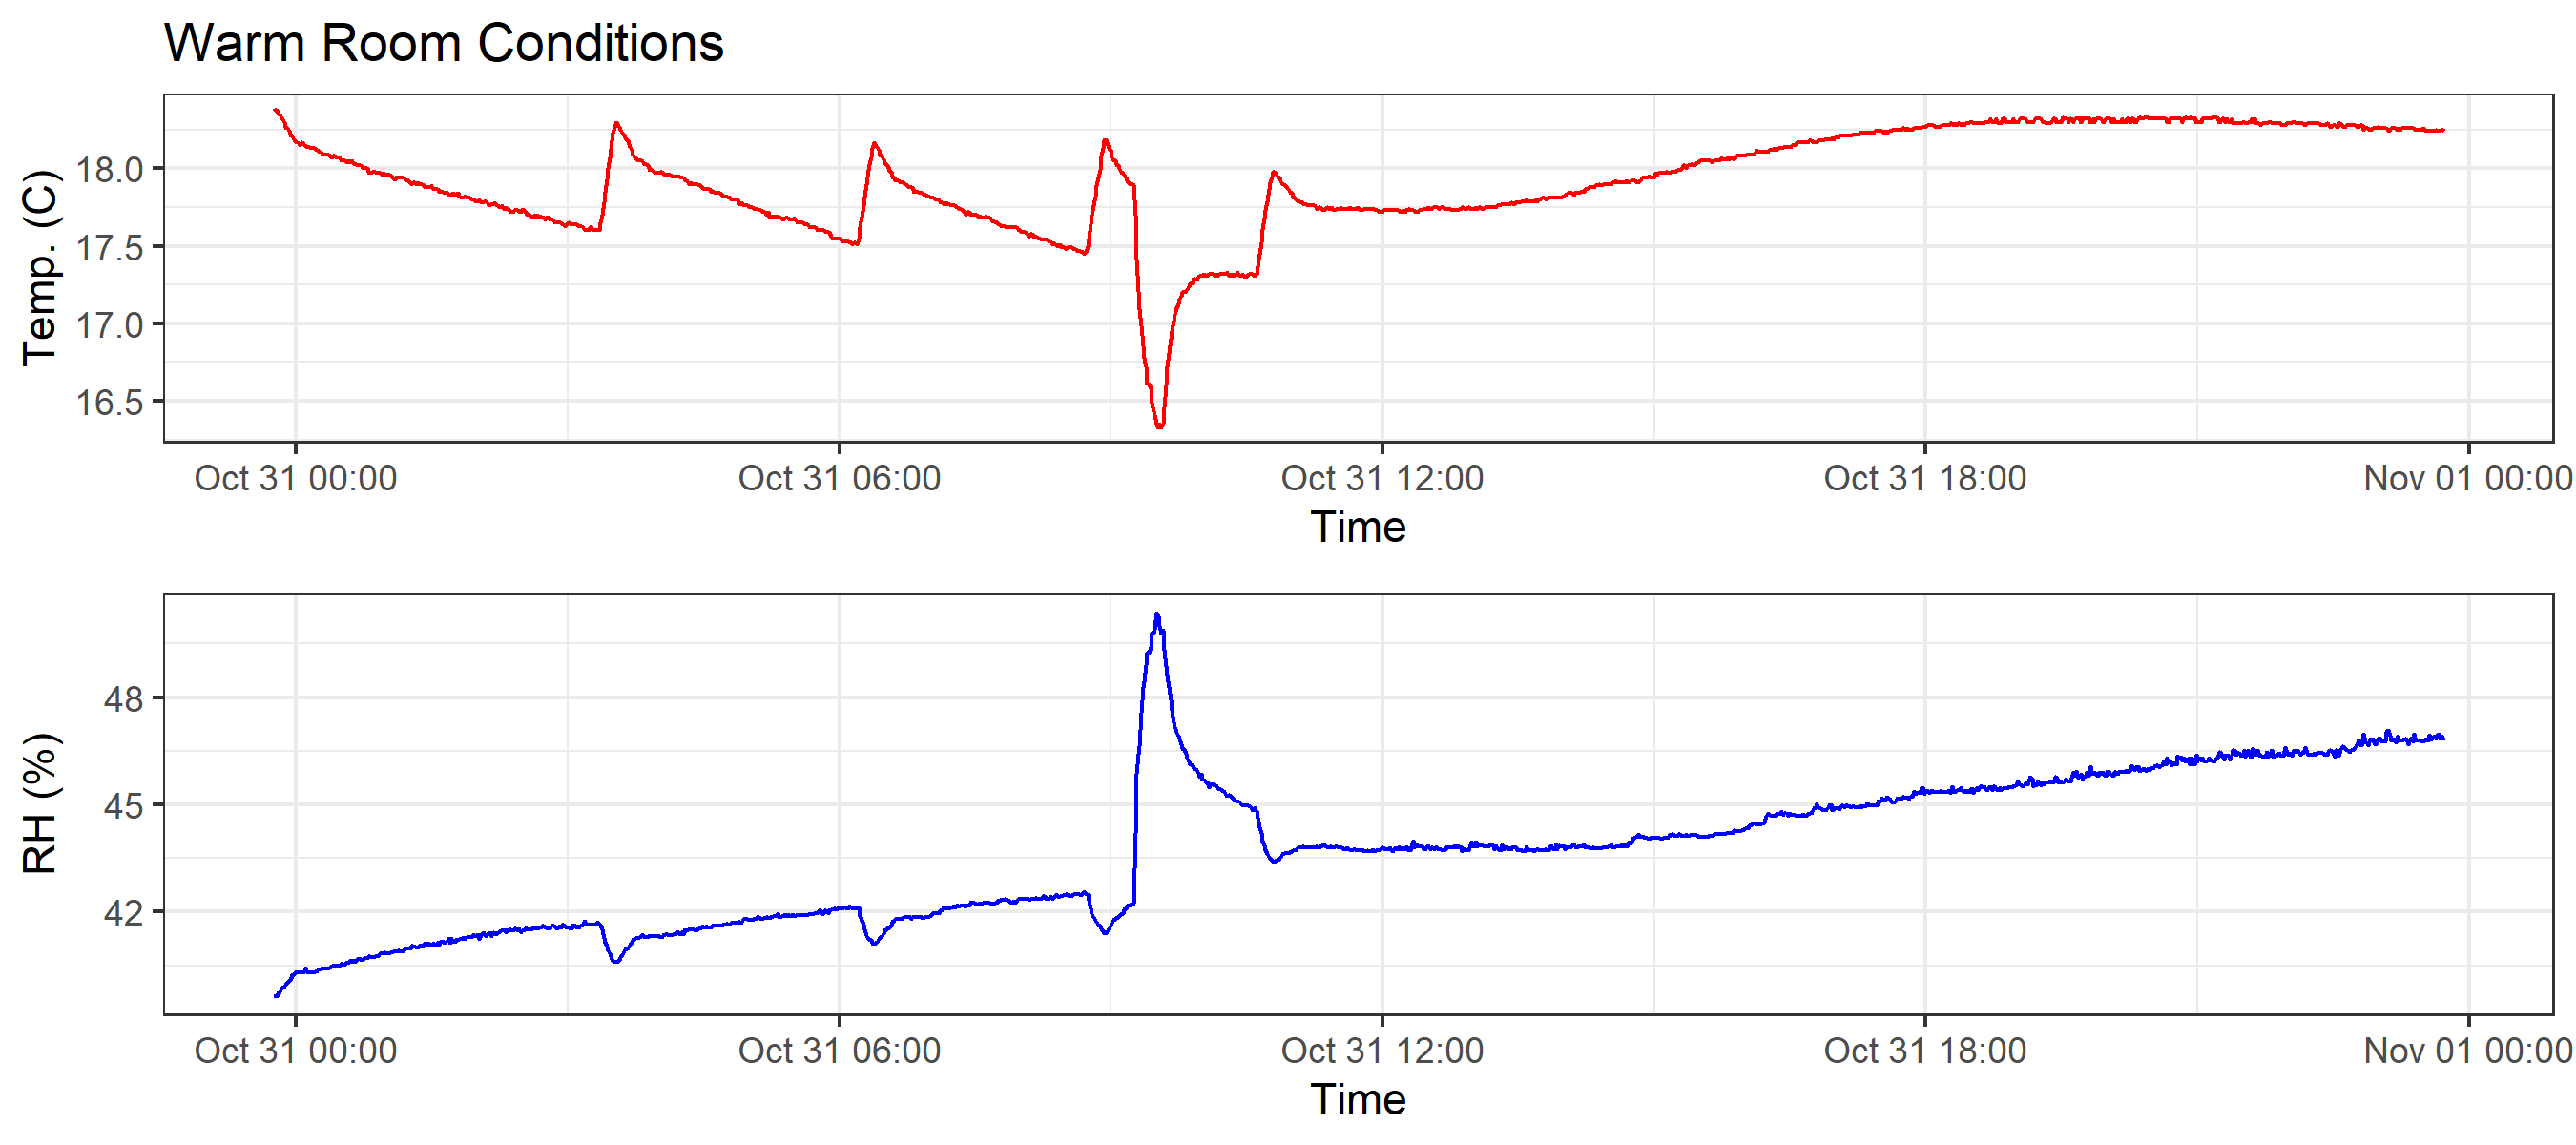 Warm Room Conditions
Temp. (C)
18.0
17.5
17.0
16.5
Oct 31 00:00 Oct 31 06:00 Oct 31 12:00 Oct 31 18:00 Nov 01 00:00
Time
RH (%)
48
45
42
Oct 31 00:00 Oct 31 06:00 Oct 31 12:00 Oct 31 18:00 Nov 01 00:00
Time